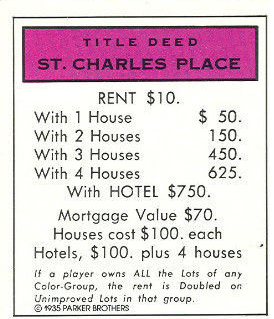 TITLE DEED
ST. CHARLES PLACE
RENT $10.
With 1 House $ 50.
With 2 Houses 150.
With 3 Houses 450.
With 4 Houses 625.
With HOTEL $750.
Mortgage Value $70.
Houses cost $100. each
Hotels, $100. plus 4 houses
If a player owns ALL the Lots of any
Color-Group, the rent is Doubled on
Unimproved Lots in that group.
© 1935 PARKER BROTHERS